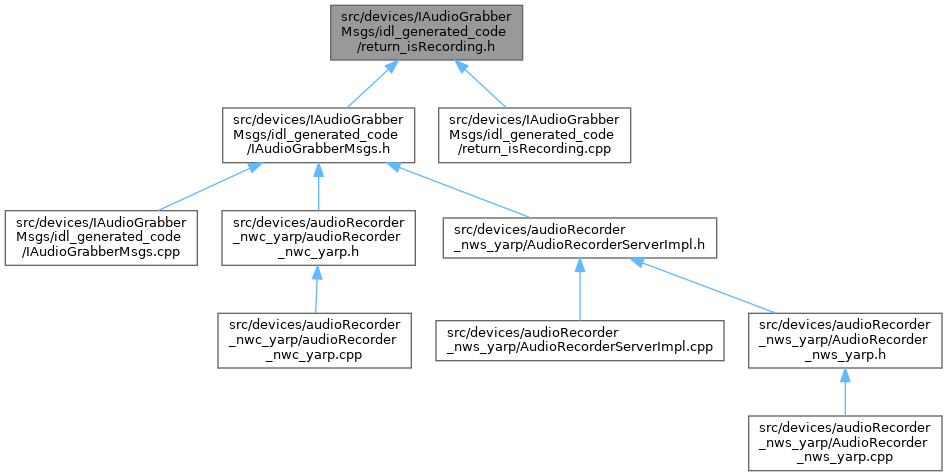 src/devices/IAudioGrabber
Msgs/idl_generated_code
/return_isRecording.h
src/devices/IAudioGrabber
Msgs/idl_generated_code
/IAudioGrabberMsgs.h
src/devices/IAudioGrabber
Msgs/idl_generated_code
/return_isRecording.cpp
src/devices/IAudioGrabber
Msgs/idl_generated_code
/IAudioGrabberMsgs.cpp
src/devices/audioRecorder
_nwc_yarp/audioRecorder
_nwc_yarp.h
src/devices/audioRecorder
_nws_yarp/AudioRecorderServerImpl.h
src/devices/audioRecorder
_nwc_yarp/audioRecorder
_nwc_yarp.cpp
src/devices/audioRecorder
_nws_yarp/AudioRecorderServerImpl.cpp
src/devices/audioRecorder
_nws_yarp/AudioRecorder
_nws_yarp.h
src/devices/audioRecorder
_nws_yarp/AudioRecorder
_nws_yarp.cpp